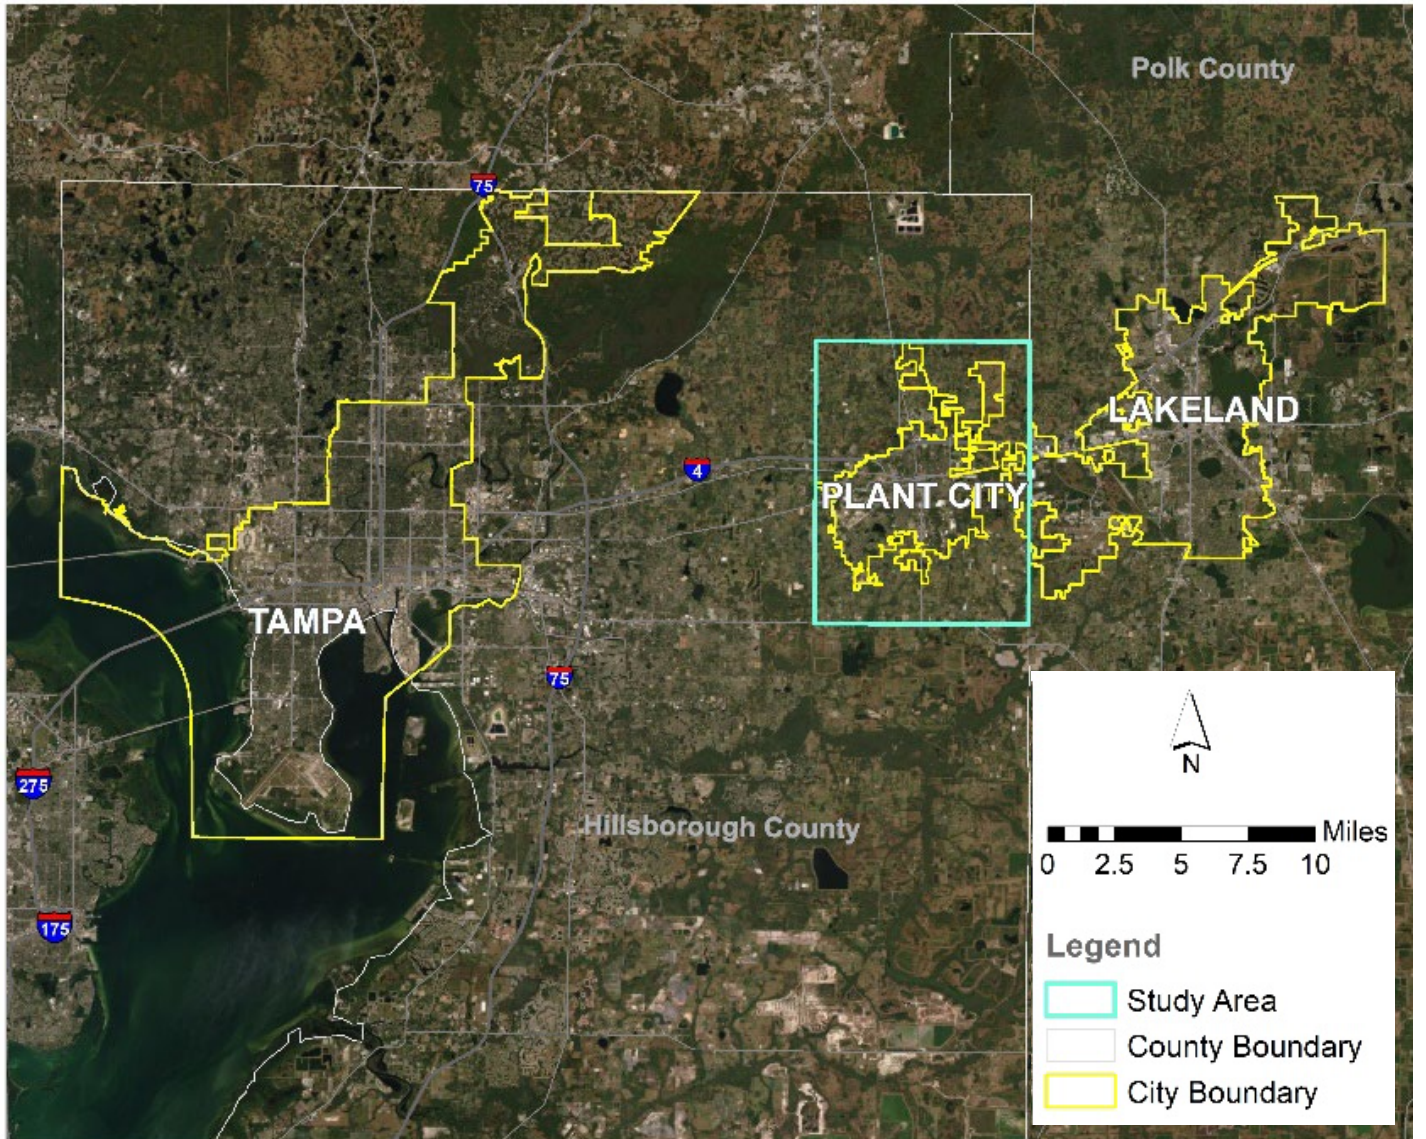 Polk County
75
LAKELAND
4
PLANT CITY
TAMPA
75
275
Hillsborough County
175
N
Miles
0 2.5 5 7.5 10
Legend
Study Area
County Boundary
City Boundary